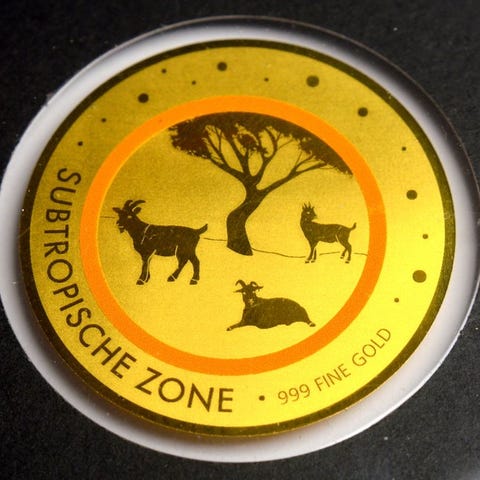 SUBTROPISCHE ZONE • 999 FINE GOLD